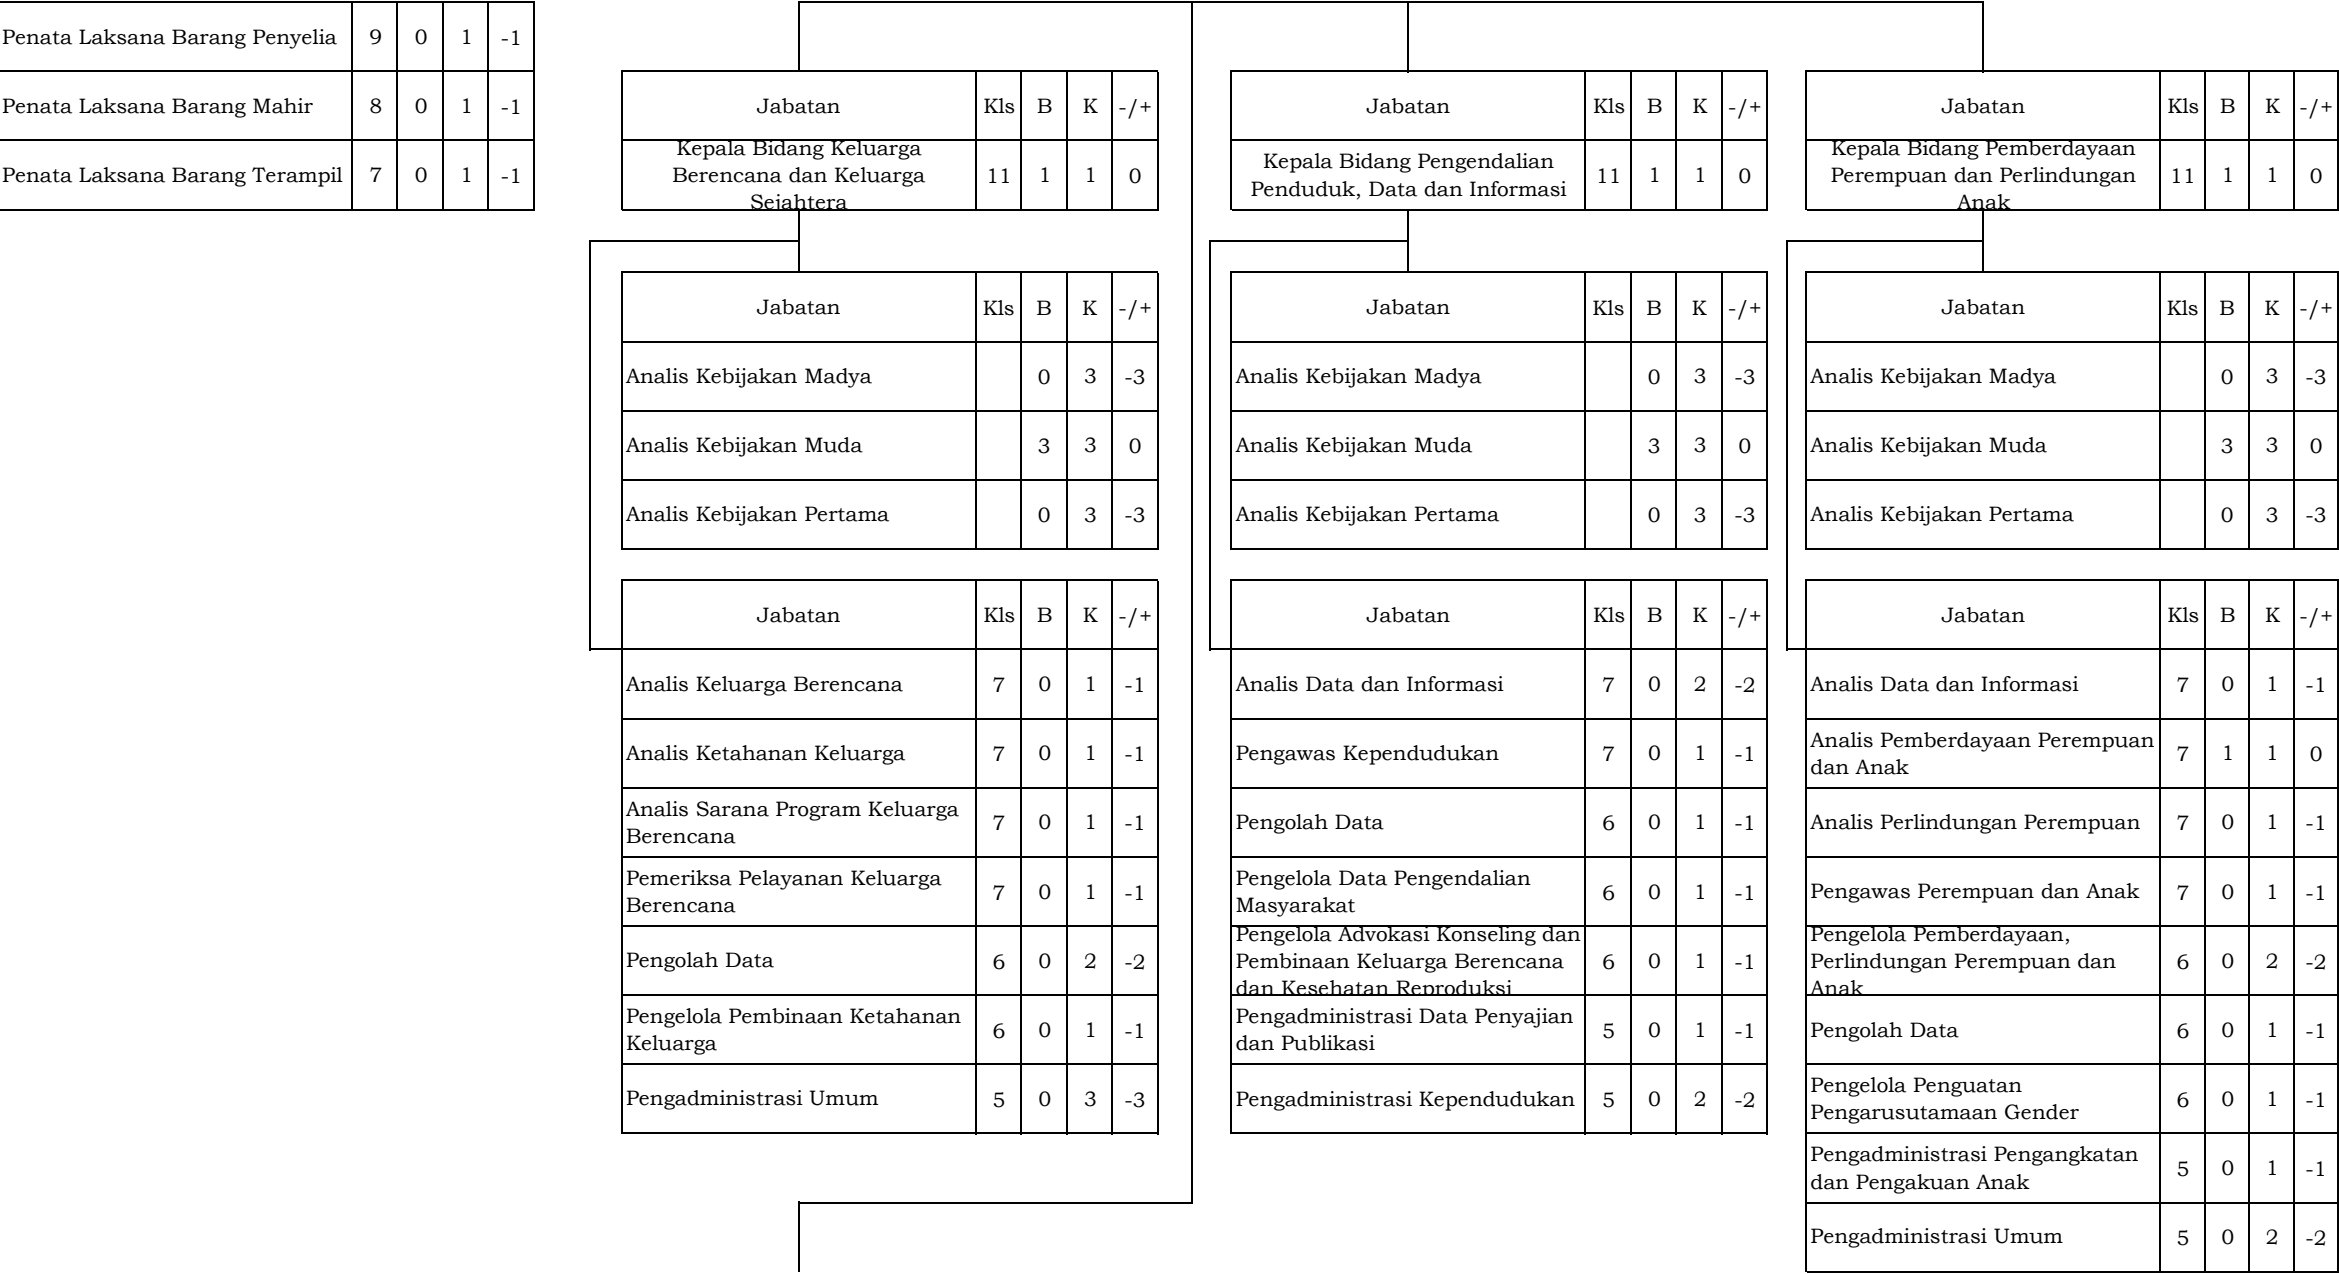 Penata Laksana Barang Penyelia 9 0 1 -1
Penata Laksana Barang Mahir 8 0 1 -1
Penata Laksana Barang Terampil 7 0 1 -1
Jabatan Kls B K -/+
Kepala Bidang Keluarga
Berencana dan Keluarga
Sejahtera
11 1 1 0
Jabatan Kls B K -/+
Analis Kebijakan Madya 0 3 -3
Analis Kebijakan Muda 3 3 0
Analis Kebijakan Pertama 0 3 -3
Jabatan Kls B K -/+
Analis Keluarga Berencana 7 0 1 -1
Analis Ketahanan Keluarga 7 0 1 -1
Analis Sarana Program Keluarga
Berencana
7 0 1 -1
Pemeriksa Pelayanan Keluarga
Berencana
7 0 1 -1
Pengolah Data 6 0 2 -2
Pengelola Pembinaan Ketahanan
Keluarga
6 0 1 -1
Pengadministrasi Umum 5 0 3 -3
Jabatan Kls B K -/+
Kepala Bidang Pengendalian
Penduduk, Data dan Informasi
11 1 1 0
Jabatan Kls B K -/+
Analis Kebijakan Madya 0 3 -3
Analis Kebijakan Muda 3 3 0
Analis Kebijakan Pertama 0 3 -3
Jabatan Kls B K -/+
Analis Data dan Informasi 7 0 2 -2
Pengawas Kependudukan 7 0 1 -1
Pengolah Data 6 0 1 -1
Pengelola Data Pengendalian
Masyarakat
6 0 1 -1
Pengelola Advokasi Konseling dan
Pembinaan Keluarga Berencana
dan Kesehatan Reproduksi
6 0 1 -1
Pengadministrasi Data Penyajian
dan Publikasi
5 0 1 -1
Pengadministrasi Kependudukan 5 0 2 -2
Jabatan Kls B K -/+
Kepala Bidang Pemberdayaan
Perempuan dan Perlindungan
Anak
11 1 1 0
Jabatan Kls B K -/+
Analis Kebijakan Madya 0 3 -3
Analis Kebijakan Muda 3 3 0
Analis Kebijakan Pertama 0 3 -3
Jabatan Kls B K -/+
Analis Data dan Informasi 7 0 1 -1
Analis Pemberdayaan Perempuan
dan Anak
7 1 1 0
Analis Perlindungan Perempuan 7 0 1 -1
Pengawas Perempuan dan Anak 7 0 1 -1
Pengelola Pemberdayaan,
Perlindungan Perempuan dan
Anak
6 0 2 -2
Pengolah Data 6 0 1 -1
Pengelola Penguatan
Pengarusutamaan Gender
6 0 1 -1
Pengadministrasi Pengangkatan
dan Pengakuan Anak
5 0 1 -1
Pengadministrasi Umum 5 0 2 -2